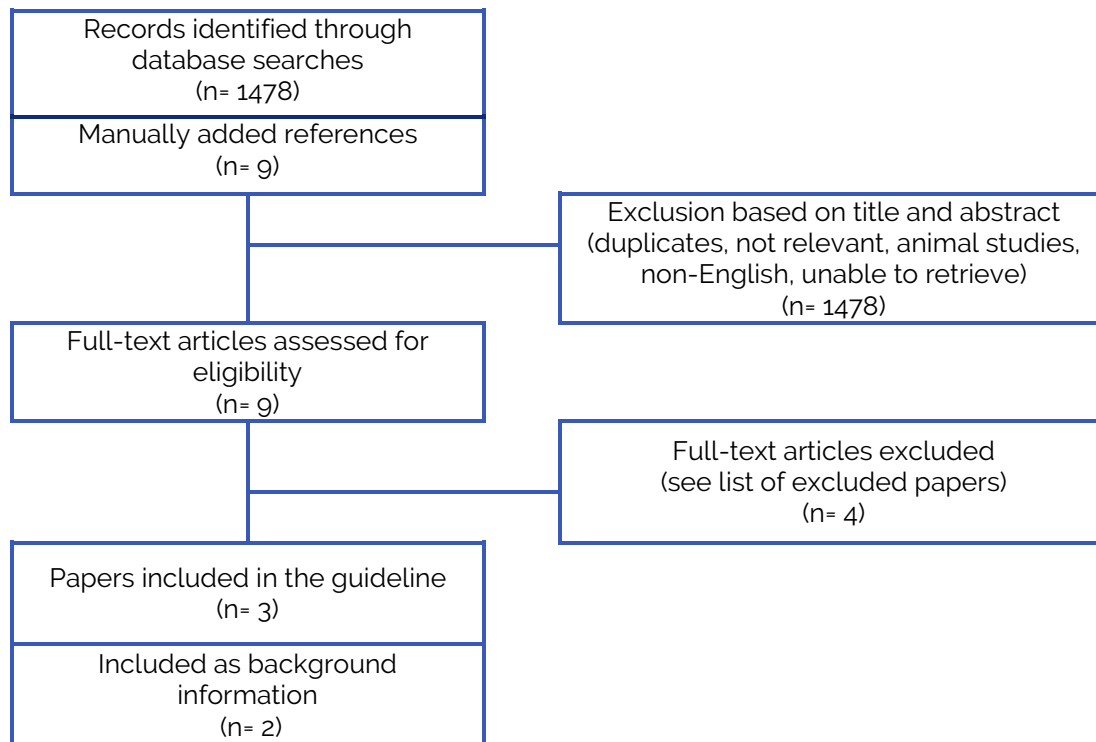 Records identified through
database searches
(n= 1478)
Manually added references
(n= 9)
Exclusion based on title and abstract
(duplicates, not relevant, animal studies,
non-English, unable to retrieve)
(n= 1478)
Full-text articles assessed for
eligibility
(n= 9)
Full-text articles excluded
(see list of excluded papers)
(n= 4)
Papers included in the guideline
(n= 3)
Included as background
information
(n= 2)